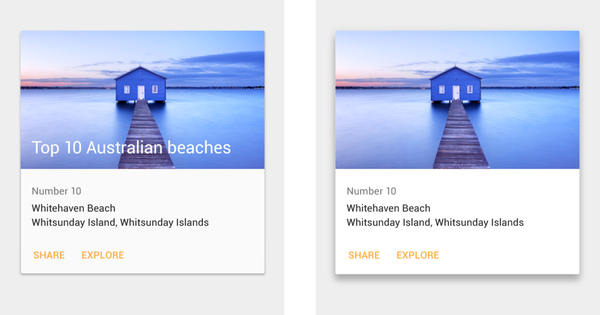 Top 10 Australian beaches
Number 10
Whitehaven Beach
Whitsunday Island, Whitsunday Islands
SHARE EXPLORE
Number 10
Whitehaven Beach
Whitsunday Island, Whitsunday Islands
SHARE EXPLORE